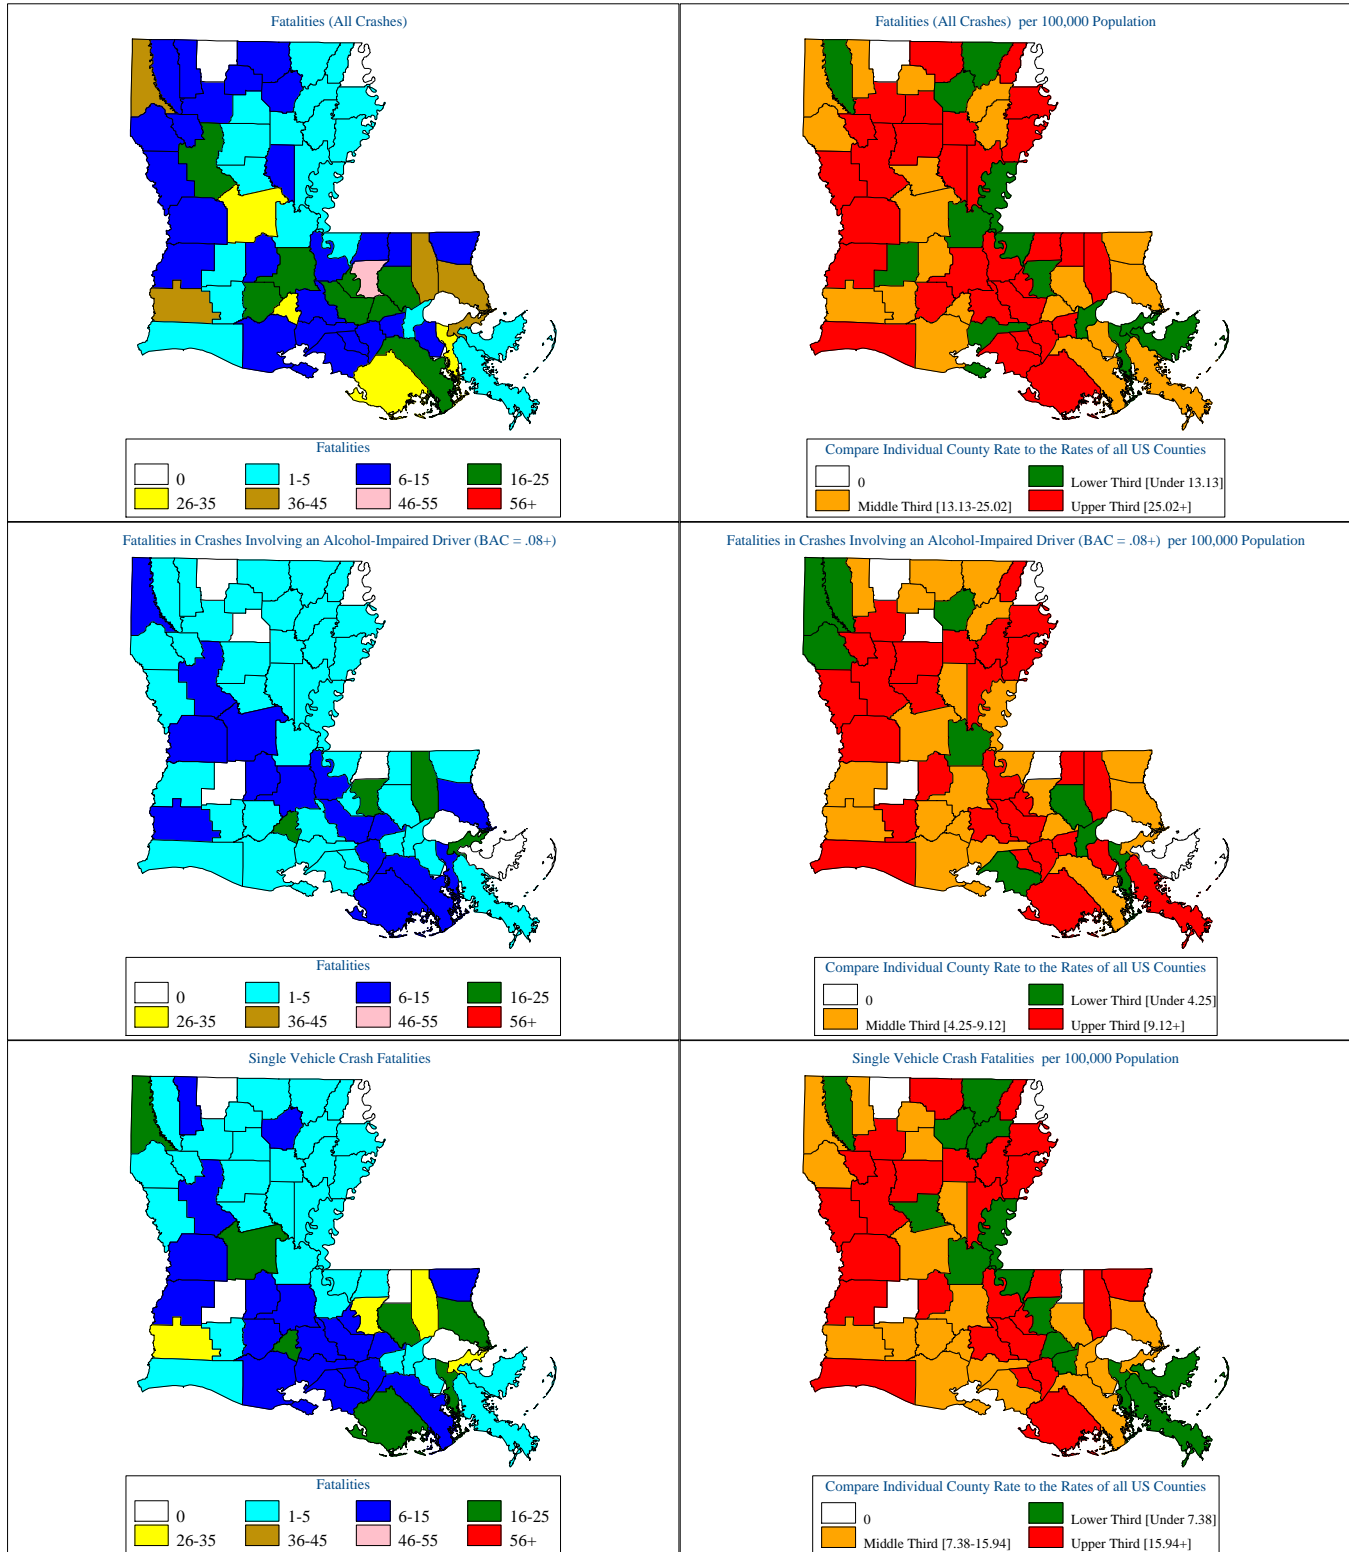 Fatalities (All Crashes)
Fatalities
0 1-5 6-15 16-25
26-35 36-45 46-55 56+
Fatalities (All Crashes) per 100,000 Population
Compare Individual County Rate to the Rates of all US Counties
0 Lower Third [Under 13.13]
Middle Third [13.13-25.02] Upper Third [25.02+]
Fatalities in Crashes Involving an Alcohol-Impaired Driver (BAC = .08+)
Fatalities
0 1-5 6-15 16-25
26-35 36-45 46-55 56+
Fatalities in Crashes Involving an Alcohol-Impaired Driver (BAC = .08+) per 100,000 Population
Compare Individual County Rate to the Rates of all US Counties
0 Lower Third [Under 4.25]
Middle Third [4.25-9.12] Upper Third [9.12+]
Single Vehicle Crash Fatalities
Fatalities
0 1-5 6-15 16-25
26-35 36-45 46-55 56+
Single Vehicle Crash Fatalities per 100,000 Population
Compare Individual County Rate to the Rates of all US Counties
0 Lower Third [Under 7.38]
Middle Third [7.38-15.94] Upper Third [15.94+]